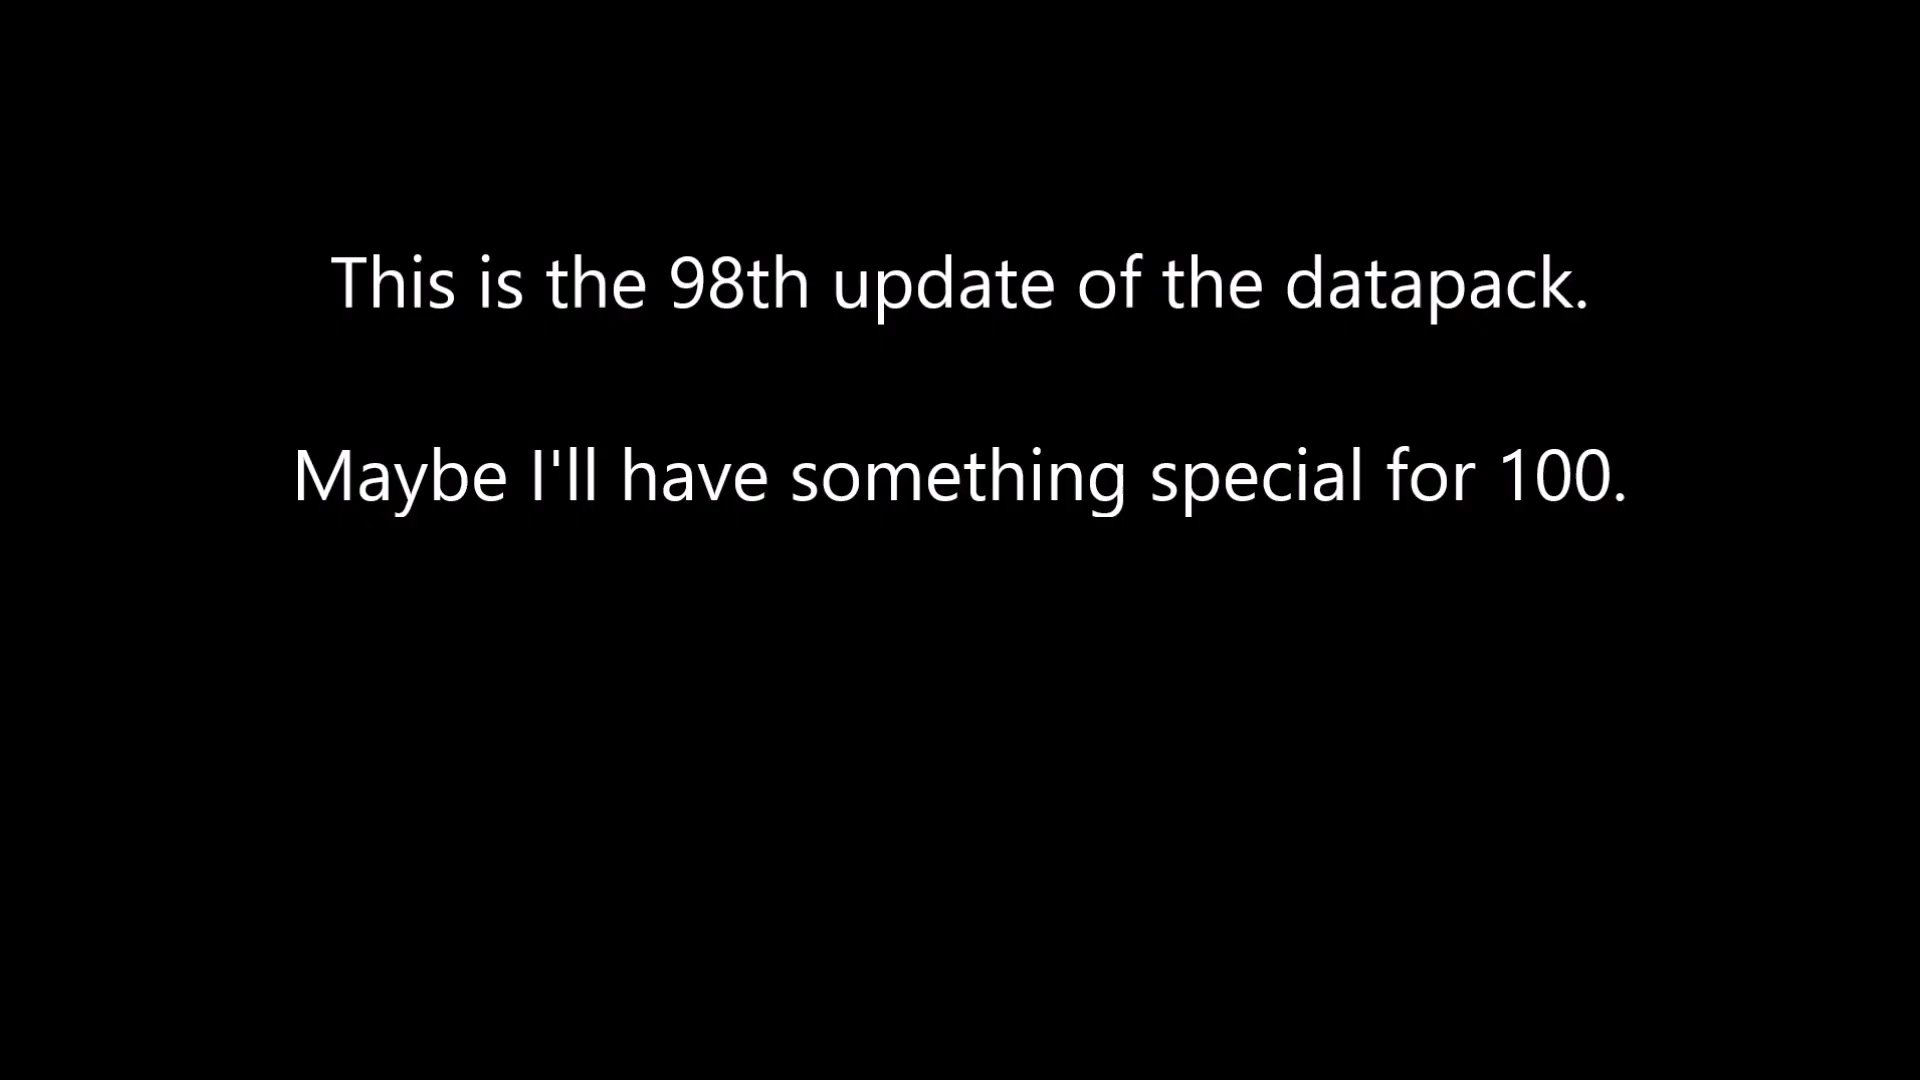 This is the 98th update of the datapack.
Maybe I'll have something special for 100.